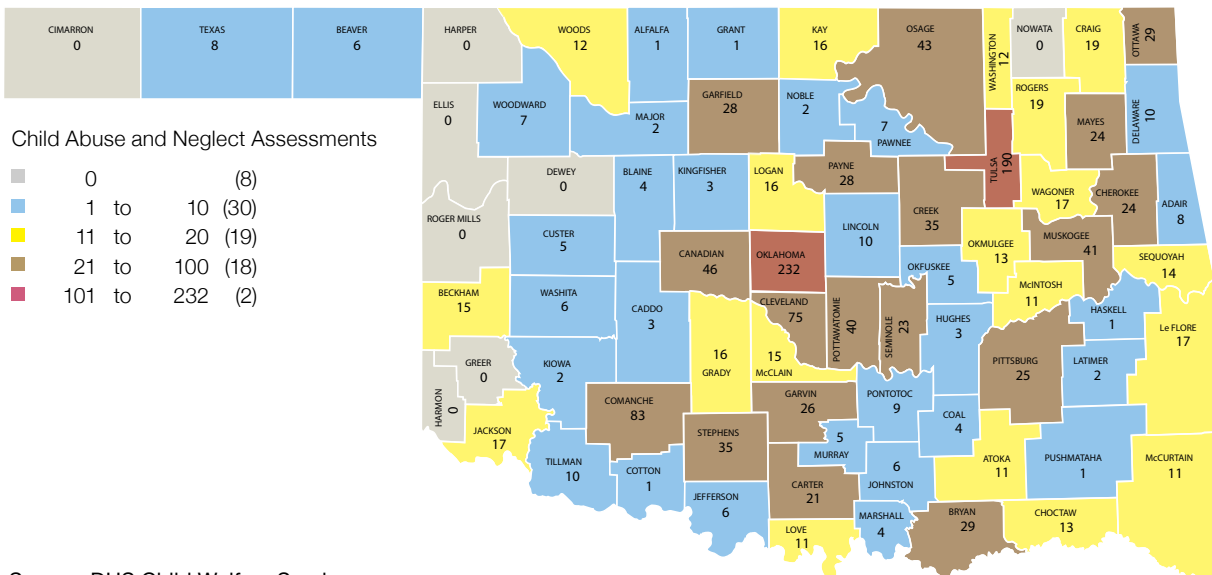 CIMARRON
0
TEXAS
8
BEAVER
6
HARPER
0
WOODS
12
ALFALFA
1
GRANT
1
KAY
16
OSAGE
43
WASHINGTON
12
NOWATA
0
CRAIG
19
OTTAWA
29
ELLIS
0
WOODWARD
7
MAJOR
2
GARFIELD
28
NOBLE
2
7
PAWNEE
ROGERS
19
MAYES
24
DELAWARE
10
Child Abuse and Neglect Assessments
0 (8)
1 to 10 (30)
11 to 20 (19)
21 to 100 (18)
101 to 232 (2)
DEWEY
0
BLAINE
4
KINGFISHER
3
LOGAN
16
PAYNE
28
TULSA
190
CREEK
35
WAGONER
17
CHEROKEE
24
ADAIR
8
ROGER MILLS
0
CUSTER
5
CANADIAN
46
OKLAHOMA
232
LINCOLN
10
OKMULGEE
13
MUSKOGEE
41
SEQUOYAH
14
OKFUSKEE
5
McINTOSH
11
BECKHAM
15
WASHITA
6
CADDO
3
CLEVELAND
75
POTTAWATOMIE
40
SEMINOLE
23
HUGHES
3
HASKELL
1
Le FLORE
17
GREER
0
KIOWA
2
16
GRADY
15
McCLAIN
PITTSBURG
25
LATIMER
2
HARMON
0
JACKSON
17
COMANCHE
83
GARVIN
26
PONTOTOC
9
COAL
4
STEPHENS
35
5
MURRAY
TILLMAN
10
COTTON
1
6
JOHNSTON
ATOKA
11
PUSHMATAHA
1
McCURTAIN
11
JEFFERSON
6
CARTER
21
MARSHALL
4
BRYAN
29
CHOCTAW
13
LOVE
11